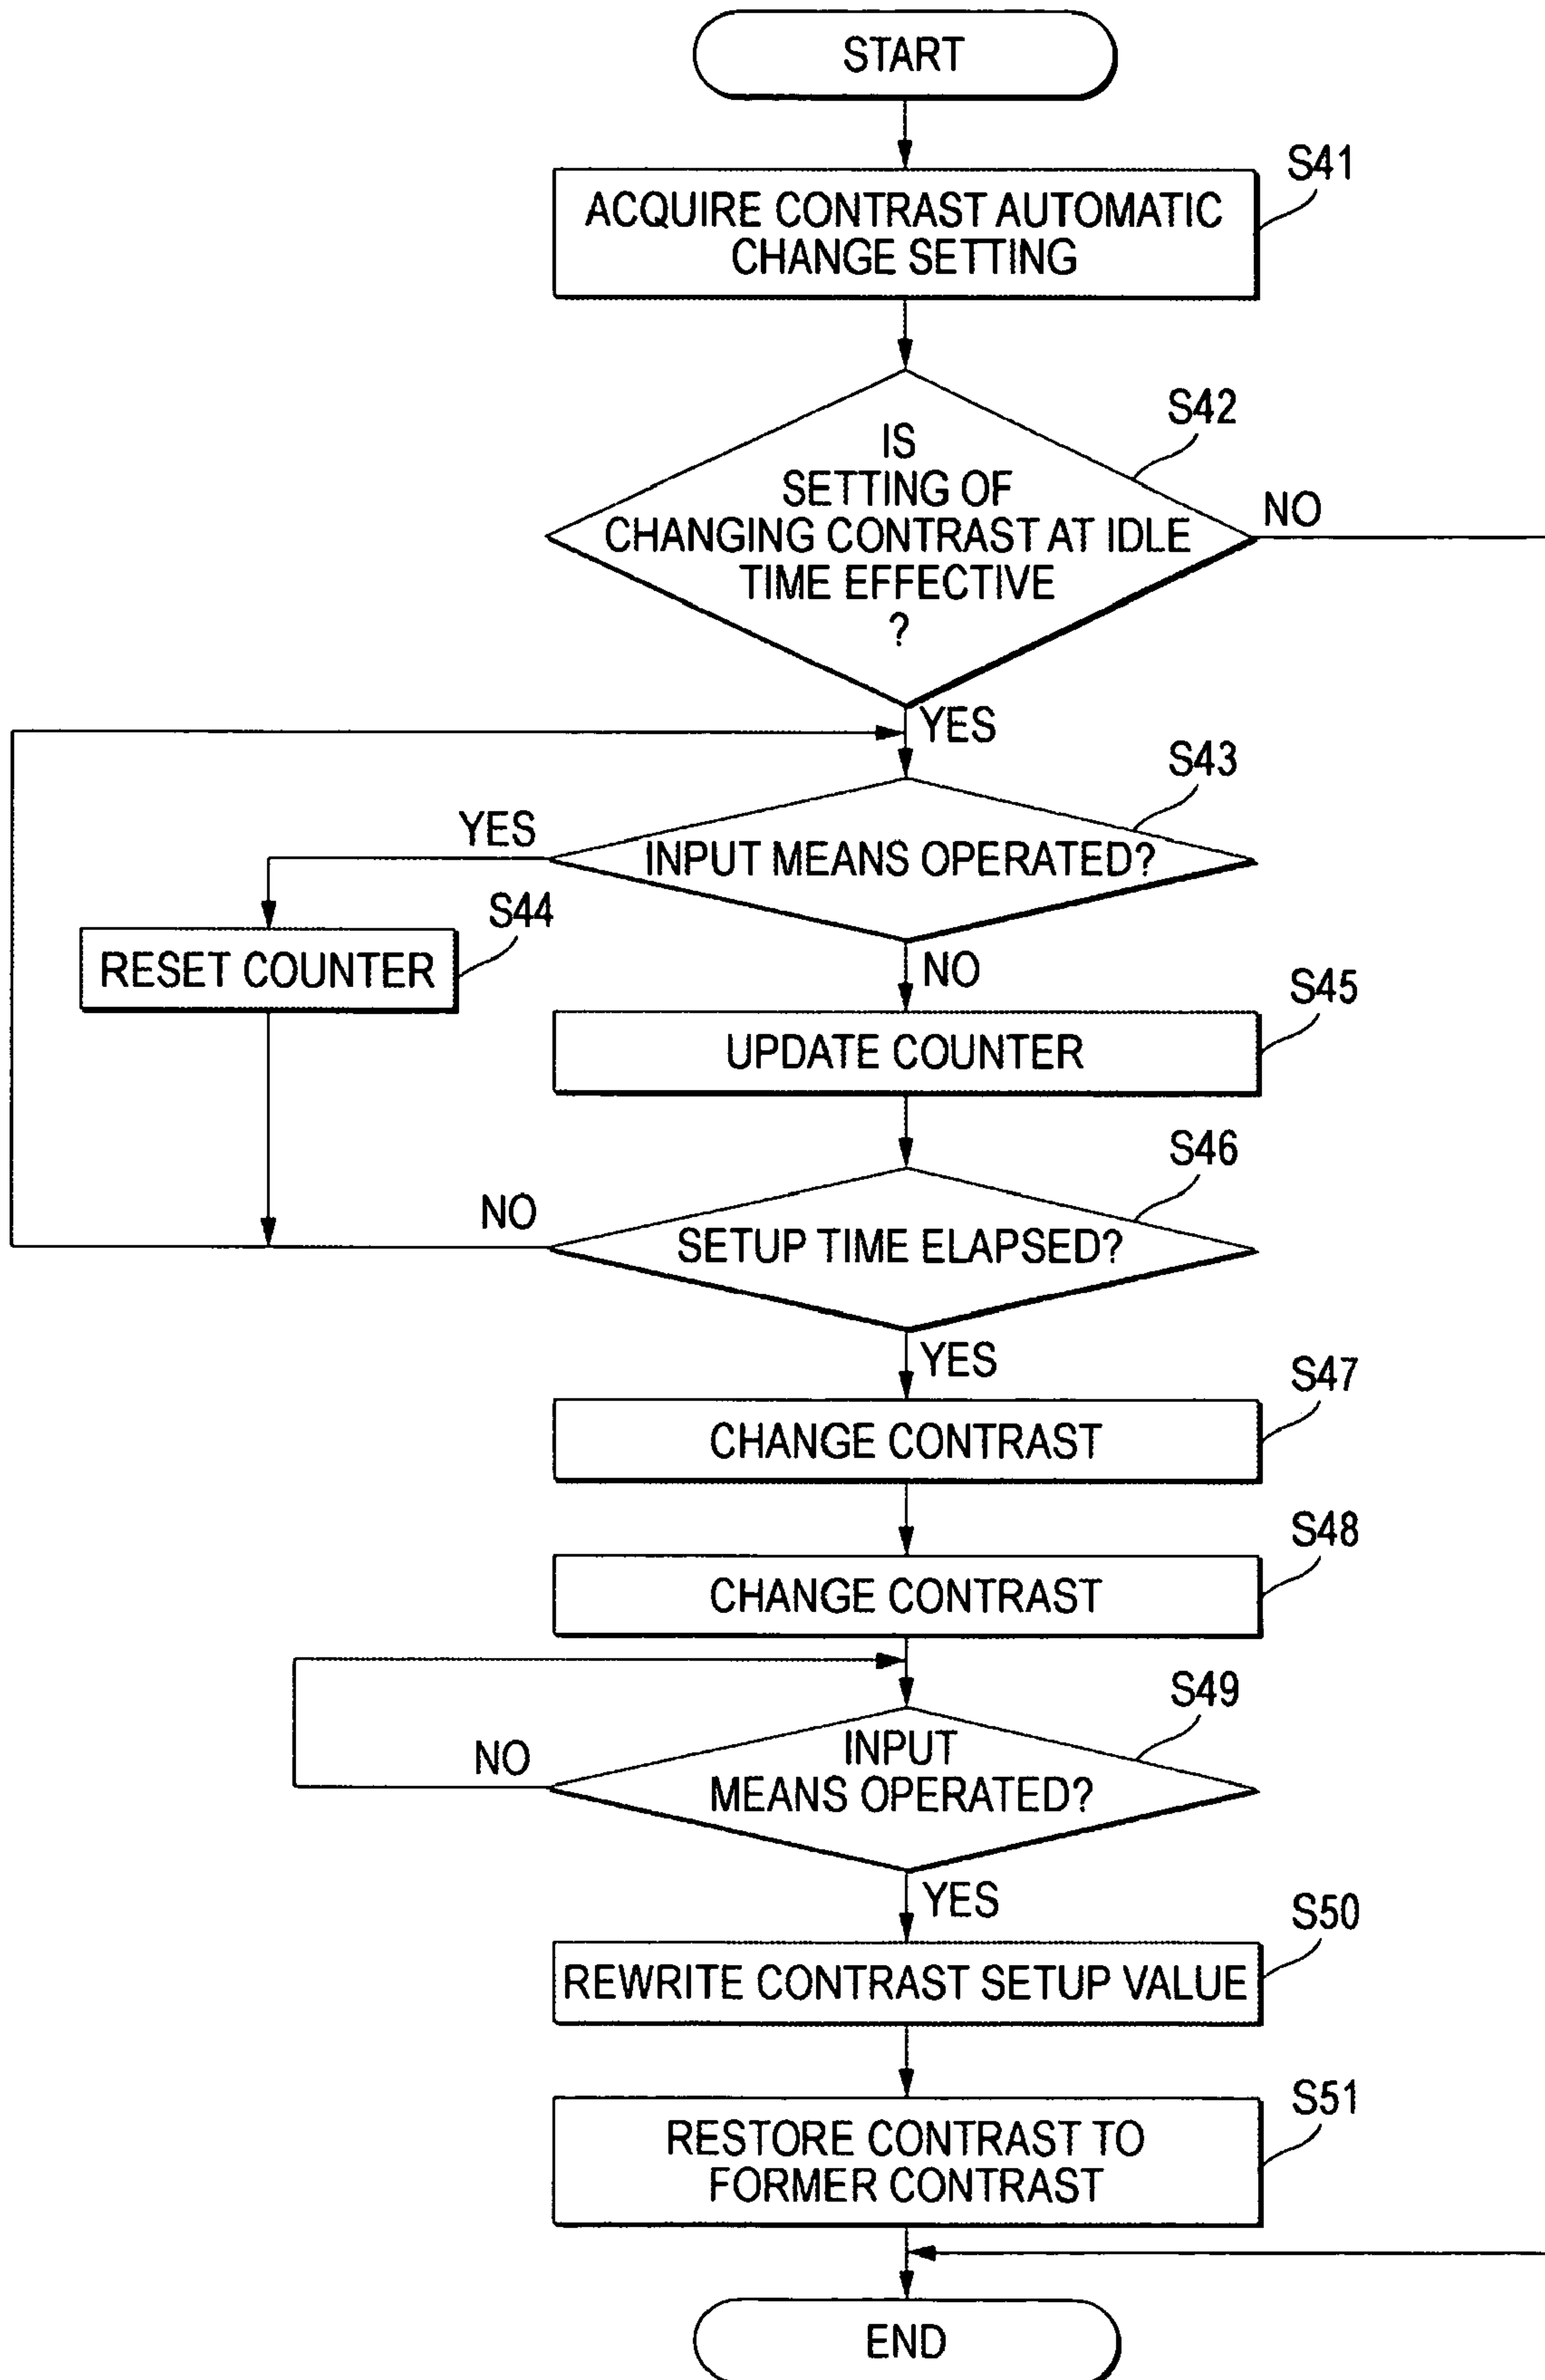 START
S41
ACQUIRE CONTRAST AUTOMATIC
CHANGE SETTING
S42
IS
SETTING OF
CHANGING CONTRAST AT IDLE
TIME EFFECTIVE
?
NO
YES
S43
YES
INPUT MEANS OPERATED?
S44
RESET COUNTER
NO
S45
UPDATE COUNTER
S46
NO
SETUP TIME ELAPSED?
YES
S47
CHANGE CONTRAST
S48
CHANGE CONTRAST
S49
NO
INPUT
MEANS OPERATED?
YES
S50
REWRITE CONTRAST SETUP VALUE
S51
RESTORE CONTRAST TO
FORMER CONTRAST
END